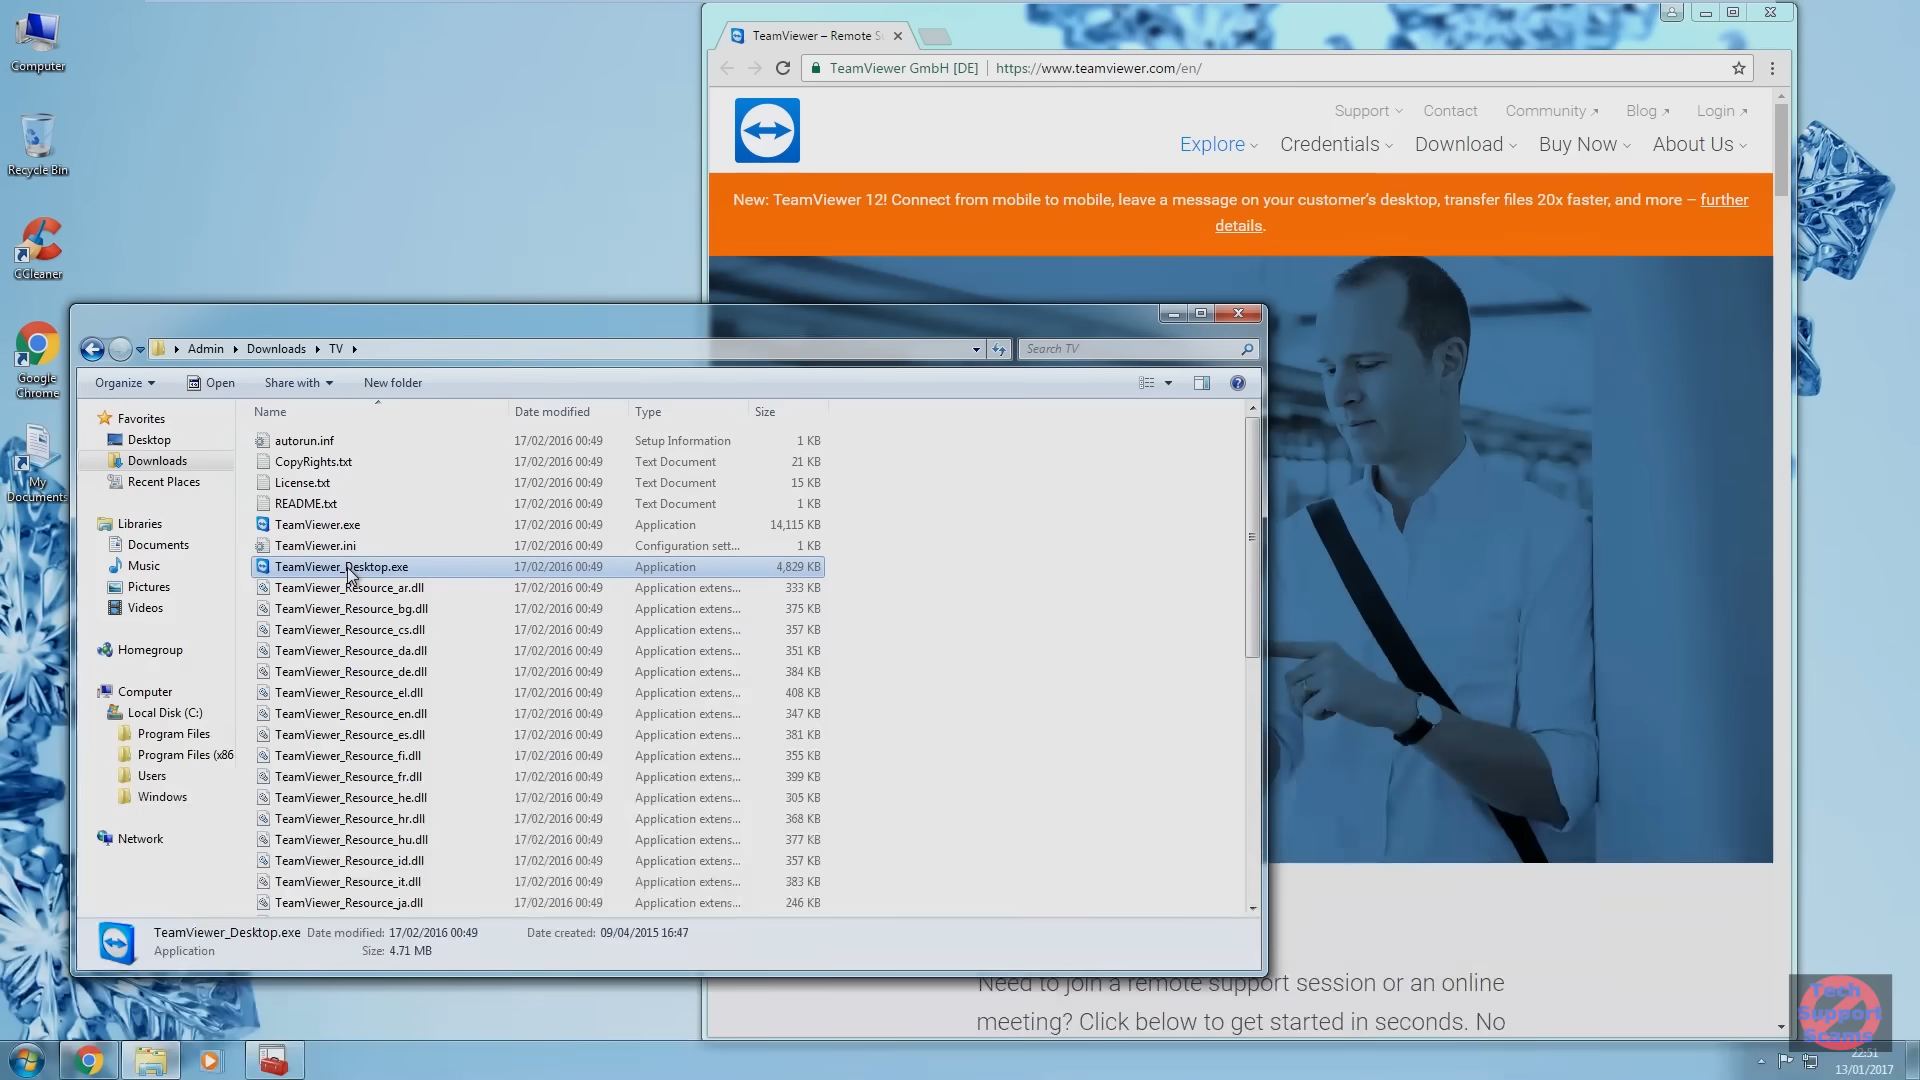 Computer
Recycle Bin
CCleaner
Google
Chrome
My
Documents
TeamViewer – Remote S
TeamViewer GmbH [DE]
https://www.teamviewer.com/en/
Support
Contact
Community
Blog
Login
Explore
Credentials
Download
Buy Now
About Us
New: TeamViewer 12! Connect from mobile to mobile, leave a message on your customer's desktop, transfer files 20x faster, and more – further
details.
Admin
Downloads
TV
Search TV
Organize
Open
Share with
New folder
Favorites
Desktop
Downloads
Recent Places
Libraries
Documents
Music
Pictures
Videos
Homegroup
Computer
Local Disk (C:)
Program Files
Program Files (x86
Users
Windows
Network
Name Date modified Type Size
autorun.inf 17/02/2016 00:49 Setup Information 1 KB
CopyRights.txt 17/02/2016 00:49 Text Document 21 KB
License.txt 17/02/2016 00:49 Text Document 15 KB
README.txt 17/02/2016 00:49 Text Document 1 KB
TeamViewer.exe 17/02/2016 00:49 Application 14,115 KB
TeamViewer.ini 17/02/2016 00:49 Configuration sett... 1 KB
TeamViewer_Desktop.exe 17/02/2016 00:49 Application 4,829 KB
TeamViewer_Resource_ar.dll 17/02/2016 00:49 Application extens... 333 KB
TeamViewer_Resource_bg.dll 17/02/2016 00:49 Application extens... 375 KB
TeamViewer_Resource_cs.dll 17/02/2016 00:49 Application extens... 357 KB
TeamViewer_Resource_da.dll 17/02/2016 00:49 Application extens... 351 KB
TeamViewer_Resource_de.dll 17/02/2016 00:49 Application extens... 384 KB
TeamViewer_Resource_el.dll 17/02/2016 00:49 Application extens... 408 KB
TeamViewer_Resource_en.dll 17/02/2016 00:49 Application extens... 347 KB
TeamViewer_Resource_es.dll 17/02/2016 00:49 Application extens... 381 KB
TeamViewer_Resource_fi.dll 17/02/2016 00:49 Application extens... 355 KB
TeamViewer_Resource_fr.dll 17/02/2016 00:49 Application extens... 399 KB
TeamViewer_Resource_he.dll 17/02/2016 00:49 Application extens... 305 KB
TeamViewer_Resource_hr.dll 17/02/2016 00:49 Application extens... 368 KB
TeamViewer_Resource_hu.dll 17/02/2016 00:49 Application extens... 377 KB
TeamViewer_Resource_id.dll 17/02/2016 00:49 Application extens... 357 KB
TeamViewer_Resource_it.dll 17/02/2016 00:49 Application extens... 383 KB
TeamViewer_Resource_ja.dll 17/02/2016 00:49 Application extens... 246 KB
TeamViewer_Desktop.exe Date modified: 17/02/2016 00:49 Date created: 09/04/2015 16:47
Application Size: 4.71 MB
Need to join a remote support session or an online
meeting? Click below to get started in seconds. No
Tech
Support
Scams
22:51
13/01/2017